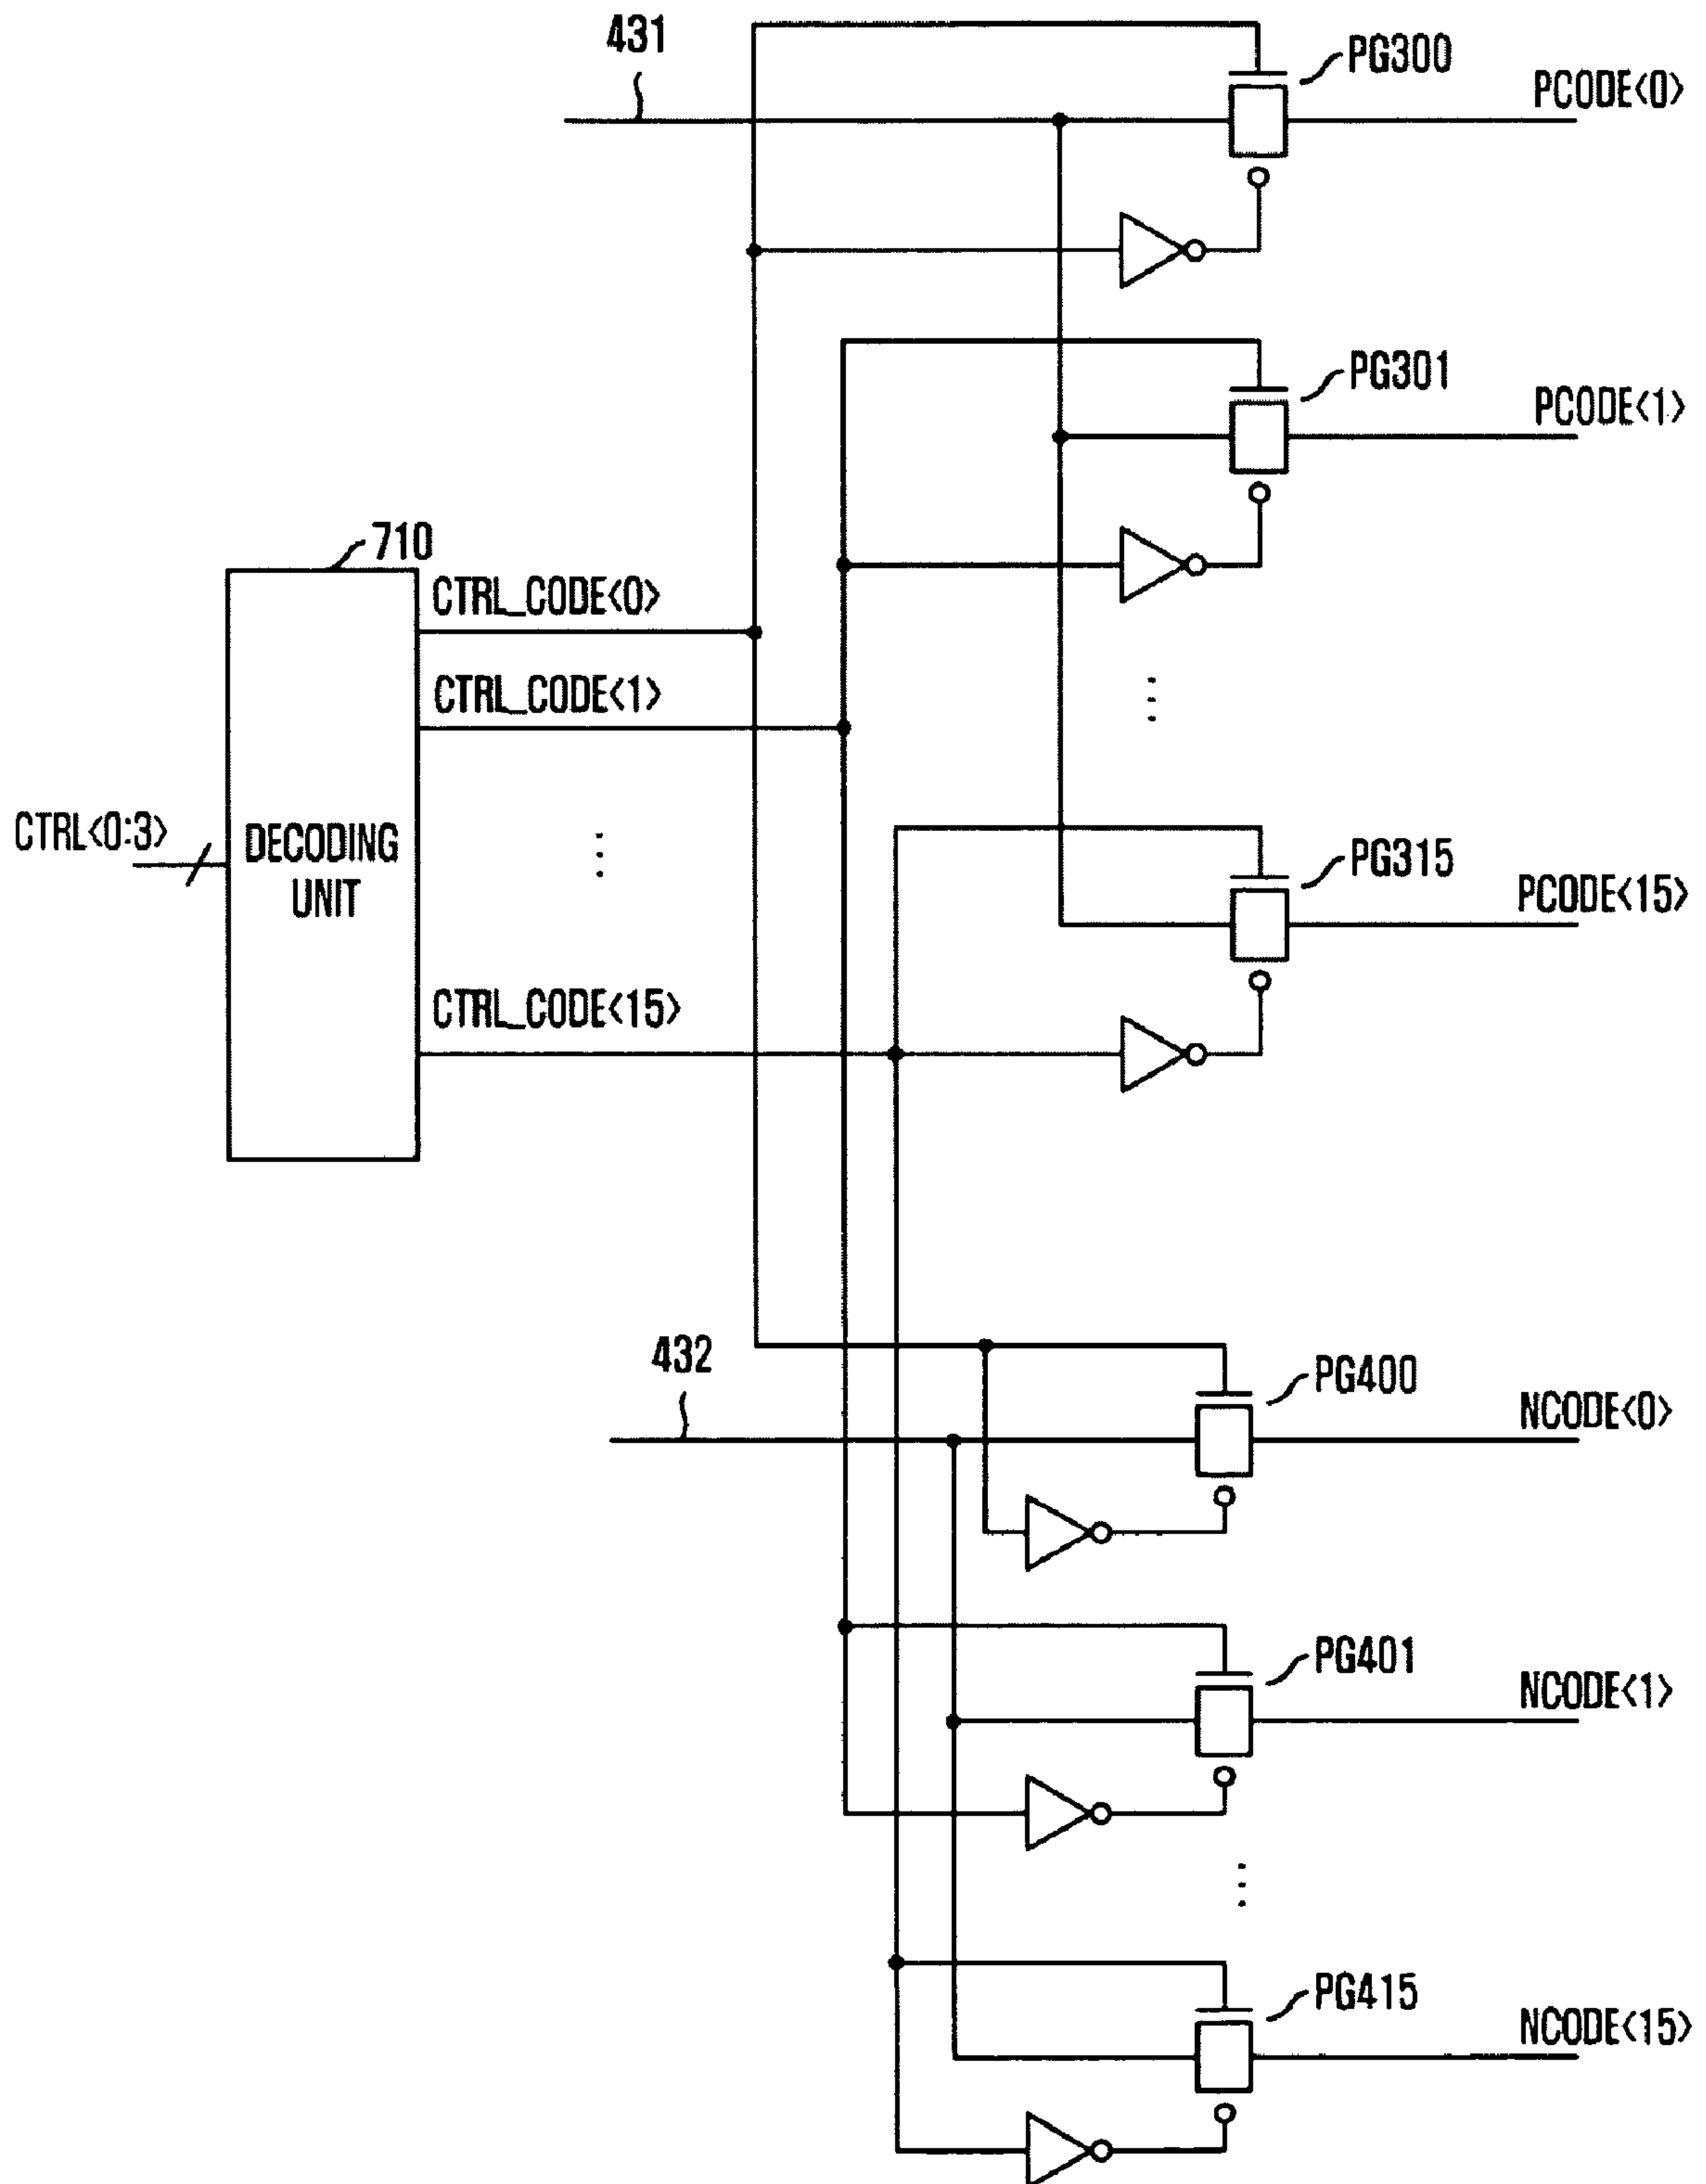 431
PG300
PCODE<0>
PG301
PCODE<1>
710
CTRL_CODE<0>
CTRL_CODE<1>
CTRL<0:3>
DECODING
UNIT
PG315
PCODE<15>
CTRL_CODE<15>
432
PG400
NCODE<0>
PG401
NCODE<1>
PG415
NCODE<15>